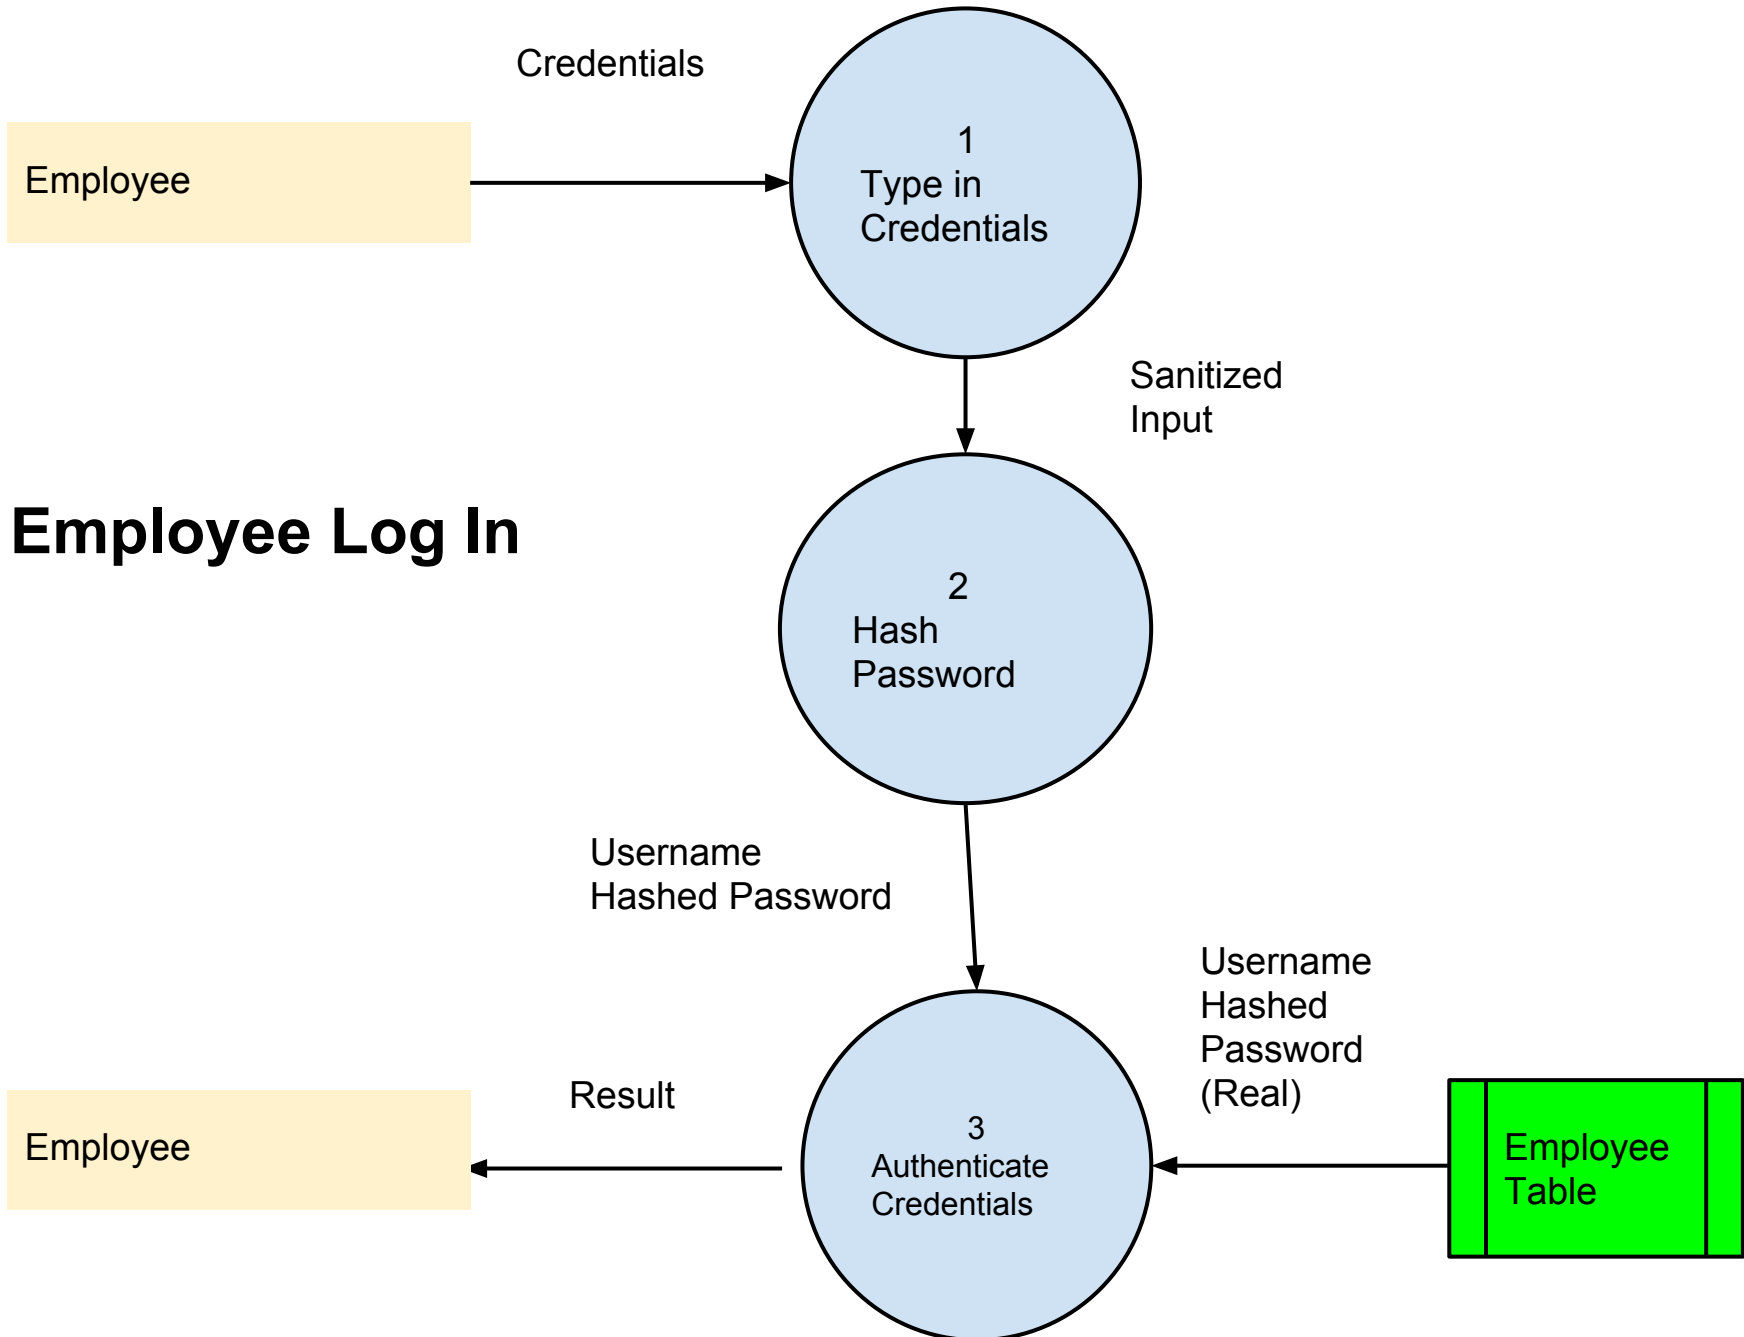 Credentials
Employee
1
Type in
Credentials
Sanitized
Input
Employee Log In
2
Hash
Password
Username
Hashed Password
Username
Hashed
Password
(Real)
Result
Employee
3
Authenticate
Credentials
Employee
Table